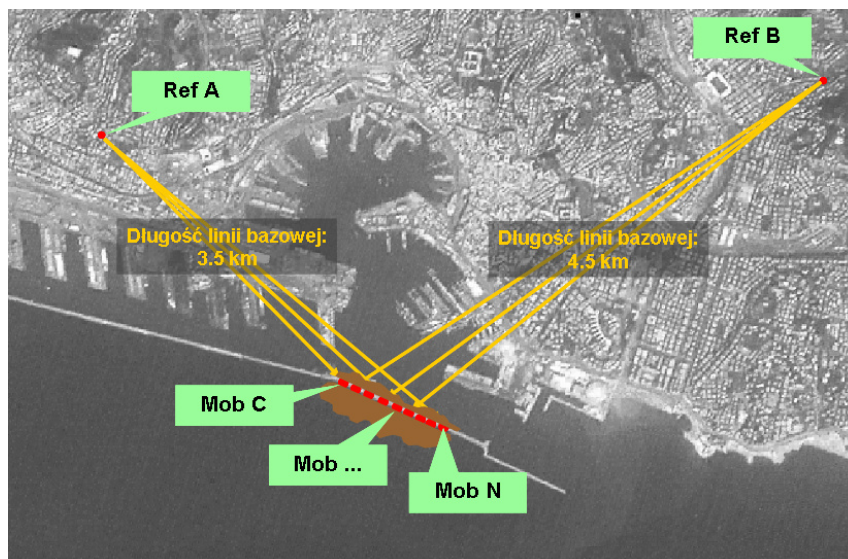 Ref B
Ref A
Długość linii bazowej:
3.5 km
Długość linii bazowej:
4.5 km
Mob C
Mob ...
Mob N